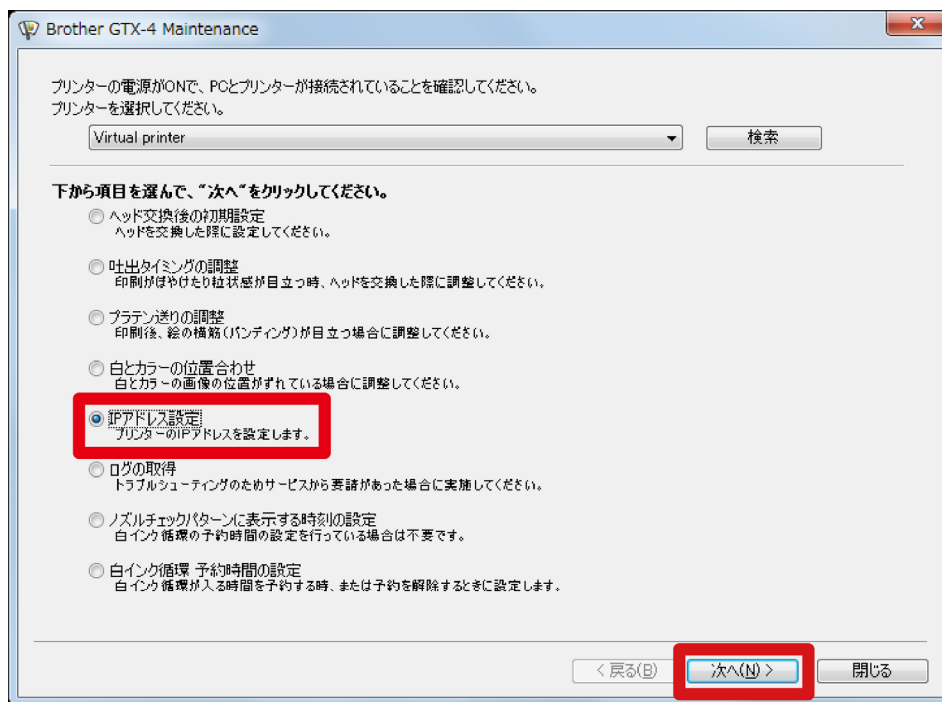 Brother GTX-4 Maintenance
プリンターの電源がONで、PCとプリンターが接続されていることを確認してください。
プリンターを選択してください。
Virtual printer
検索
下から項目を選んで、"次へ"をクリックしてください。
ヘッド交換後の初期設定
ヘッドを交換した際に設定してください。
吐出タイミングの調整
印刷がぼやけたり粒状感が目立つ時、ヘッドを交換した際に調整してください。
プラテン送りの調整
印刷後、絵の横筋(バンディング)が目立つ場合に調整してください。
白とカラーの位置合わせ
白とカラーの画像の位置がずれている場合に調整してください。
IPアドレス設定
プリンターのIPアドレスを設定します。
ログの取得
トラブルシューティングのためサービスから要請があった場合に実施してください。
ノズルチェックパターンに表示する時刻の設定
白インク循環の予約時間の設定を行っている場合は不要です。
白インク循環 予約時間の設定
白インク循環が入る時間を予約する時、または予約を解除するときに設定します。
< 戻る(B)
次へ(N) >
閉じる